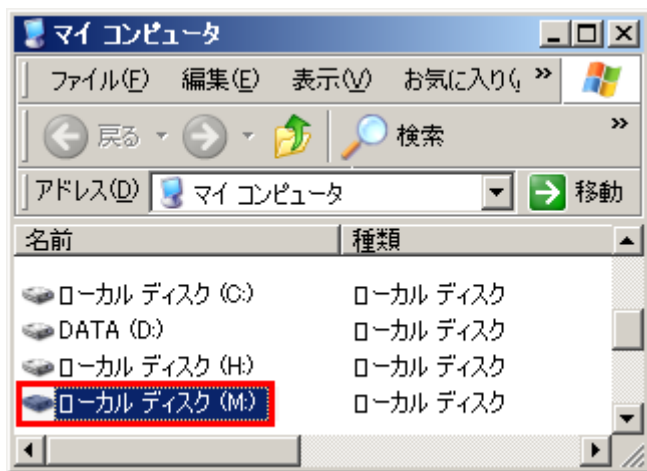 マイ コンピュータ
ファイル(F) 編集(E) 表示(V) お気に入り( »
戻る 検索 »
アドレス(D) マイ コンピュータ 移動
名前 種類
ローカル ディスク (C:) ローカル ディスク
DATA (D:) ローカル ディスク
ローカル ディスク (H:) ローカル ディスク
ローカル ディスク (M:) ローカル ディスク